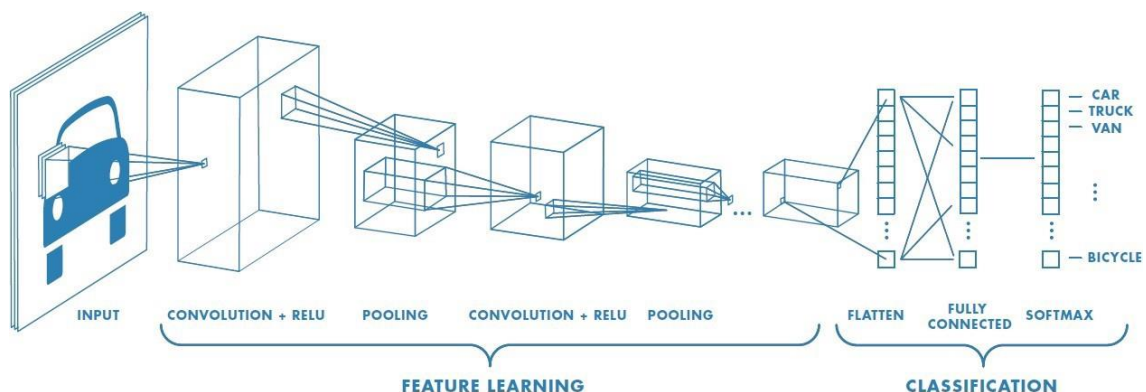 CAR
TRUCK
VAN
BICYCLE
INPUT
CONVOLUTION + RELU
POOLING
CONVOLUTION + RELU
POOLING
FLATTEN
FULLY
CONNECTED
SOFTMAX
FEATURE LEARNING
CLASSIFICATION